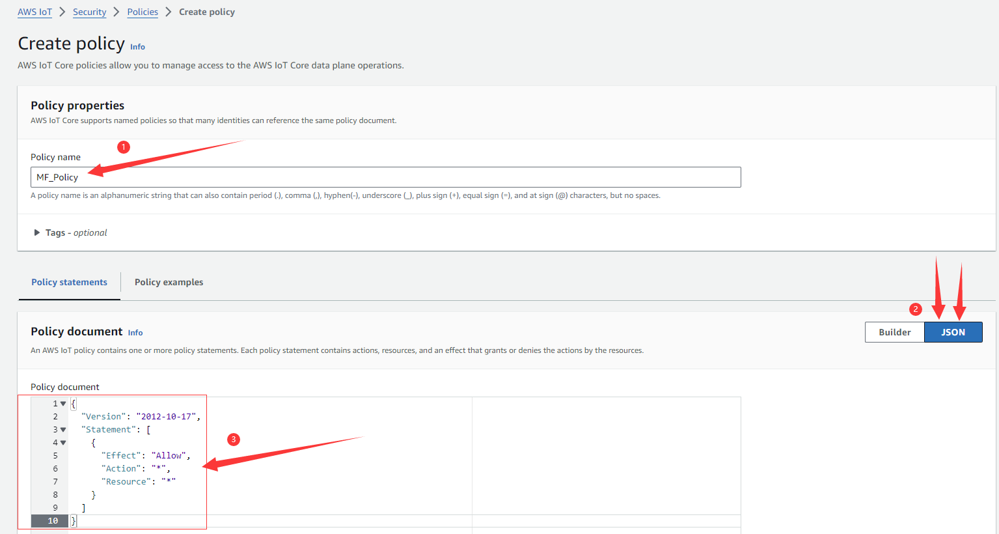 AWS IoT > Security > Policies > Create policy
Create policy Info
AWS IoT Core policies allow you to manage access to the AWS IoT Core data plane operations.
Policy properties
AWS IoT Core supports named policies so that many identities can reference the same policy document.
1
Policy name
MF_Policy
A policy name is an alphanumeric string that can also contain period (.), comma (,), hyphen(-), underscore (_), plus sign (+), equal sign (=), and at sign (@) characters, but no spaces.
Tags - optional
Policy statements Policy examples
2
Policy document Info Builder JSON
An AWS IoT policy contains one or more policy statements. Each policy statement contains actions, resources, and an effect that grants or denies the actions by the resources.
Policy document
1 {
2 "Version": "2012-10-17",
3 "Statement": [
4 {
3
5 "Effect": "Allow",
6 "Action": "*",
7 "Resource": "*"
8 }
9 ]
10 }